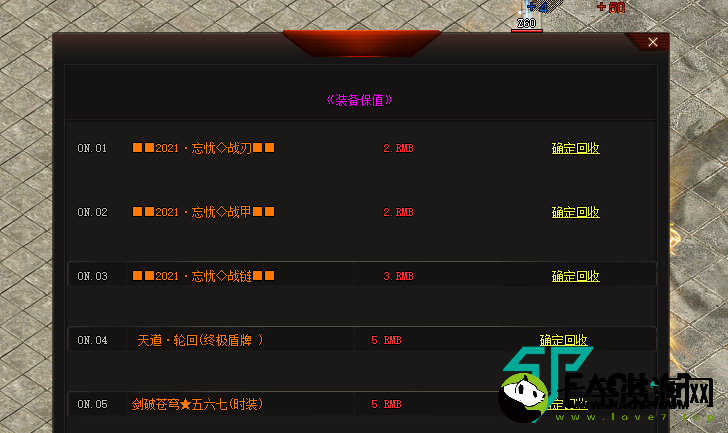 +4 +60
Z60
《装备保值》
ON.01 ■■2021·忘忧◇战刃■■ 2.RMB 确定回收
ON.02 ■■2021·忘忧◇战甲■■ 2.RMB 确定回收
ON.03 ■■2021·忘忧◇战链■■ 3.RMB 确定回收
ON.04 天道·轮回(终极盾牌 ) 5.RMB 确定回收
ON.05 剑破苍穹★五六七(时装) 5.RMB